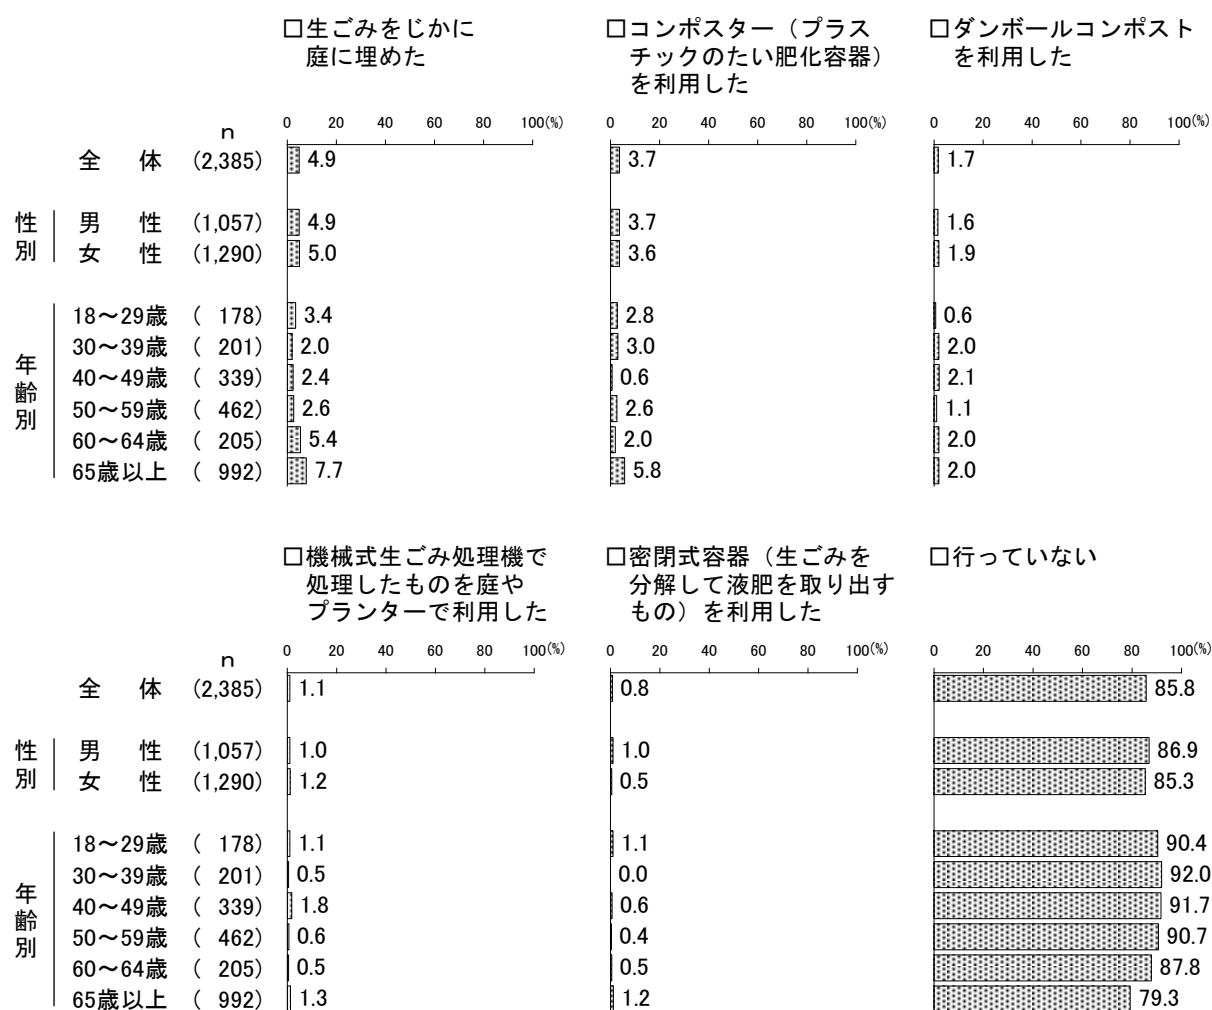 □生ごみをじかに
庭に埋めた
□コンポスター（プラス
チックのたい肥化容器）
を利用した
□ダンボールコンポスト
を利用した
n
0 20 40 60 80 100(%)
0 20 40 60 80 100(%)
0 20 40 60 80 100(%)
全体 (2,385) 4.9 3.7 1.7
性別
男性 (1,057) 4.9 3.7 1.6
女性 (1,290) 5.0 3.6 1.9
年齢別
18～29歳 ( 178) 3.4 2.8 0.6
30～39歳 ( 201) 2.0 3.0 2.0
40～49歳 ( 339) 2.4 0.6 2.1
50～59歳 ( 462) 2.6 2.6 1.1
60～64歳 ( 205) 5.4 2.0 2.0
65歳以上 ( 992) 7.7 5.8 2.0
□機械式生ごみ処理機で
処理したものを庭や
プランターで利用した
□密閉式容器（生ごみを
分解して液肥を取り出す
もの）を利用した
□行っていない
n
0 20 40 60 80 100(%)
0 20 40 60 80 100(%)
0 20 40 60 80 100(%)
全体 (2,385) 1.1 0.8 85.8
性別
男性 (1,057) 1.0 1.0 86.9
女性 (1,290) 1.2 0.5 85.3
年齢別
18～29歳 ( 178) 1.1 1.1 90.4
30～39歳 ( 201) 0.5 0.0 92.0
40～49歳 ( 339) 1.8 0.6 91.7
50～59歳 ( 462) 0.6 0.4 90.7
60～64歳 ( 205) 0.5 0.5 87.8
65歳以上 ( 992) 1.3 1.2 79.3